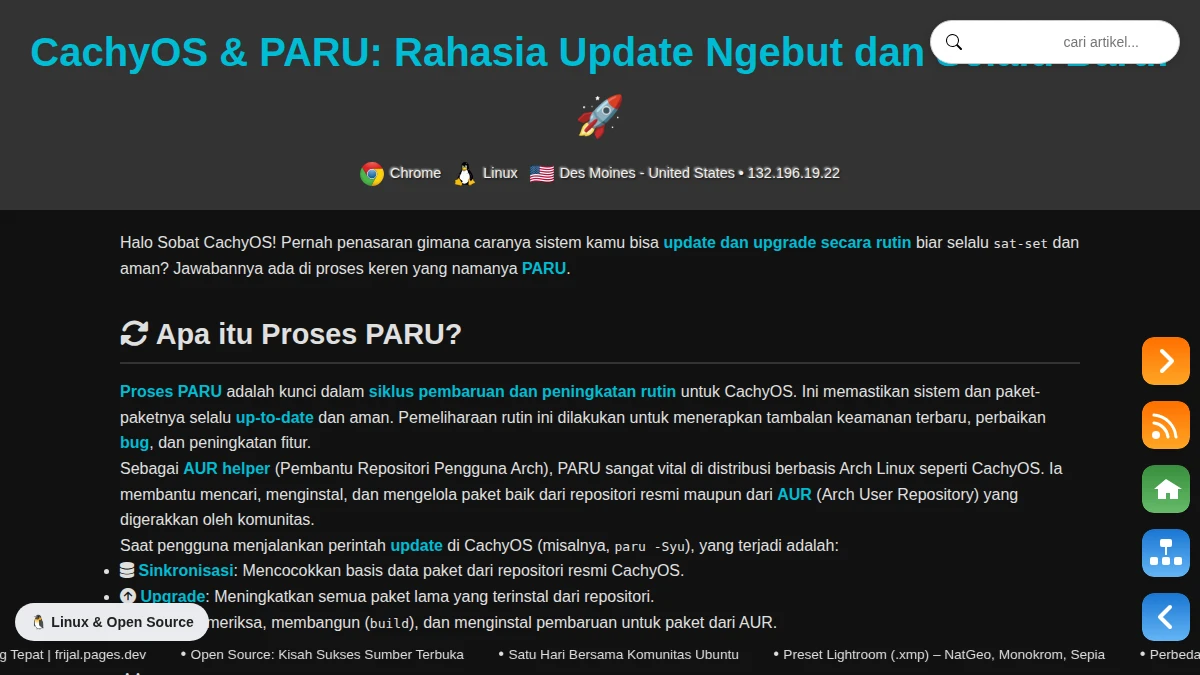 CachyOS & PARU: Rahasia Update Ngebut dan
cari artikel...
Chrome Linux Des Moines - United States • 132.196.19.22
Halo Sobat CachyOS! Pernah penasaran gimana caranya sistem kamu bisa update dan upgrade secara rutin biar selalu sat-set dan
aman? Jawabannya ada di proses keren yang namanya PARU.
Apa itu Proses PARU?
Proses PARU adalah kunci dalam siklus pembaruan dan peningkatan rutin untuk CachyOS. Ini memastikan sistem dan paket-
paketnya selalu up-to-date dan aman. Pemeliharaan rutin ini dilakukan untuk menerapkan tambalan keamanan terbaru, perbaikan
bug, dan peningkatan fitur.
Sebagai AUR helper (Pembantu Repositori Pengguna Arch), PARU sangat vital di distribusi berbasis Arch Linux seperti CachyOS. Ia
membantu mencari, menginstal, dan mengelola paket baik dari repositori resmi maupun dari AUR (Arch User Repository) yang
digerakkan oleh komunitas.
Saat pengguna menjalankan perintah update di CachyOS (misalnya, paru -Syu), yang terjadi adalah:
• Sinkronisasi: Mencocokkan basis data paket dari repositori resmi CachyOS.
• Upgrade: Meningkatkan semua paket lama yang terinstal dari repositori.
meriksa, membangun (build), dan menginstal pembaruan untuk paket dari AUR.
Linux & Open Source
g Tepat | frijal.pages.dev • Open Source: Kisah Sukses Sumber Terbuka • Satu Hari Bersama Komunitas Ubuntu • Preset Lightroom (.xmp) – NatGeo, Monokrom, Sepia • Perbeda